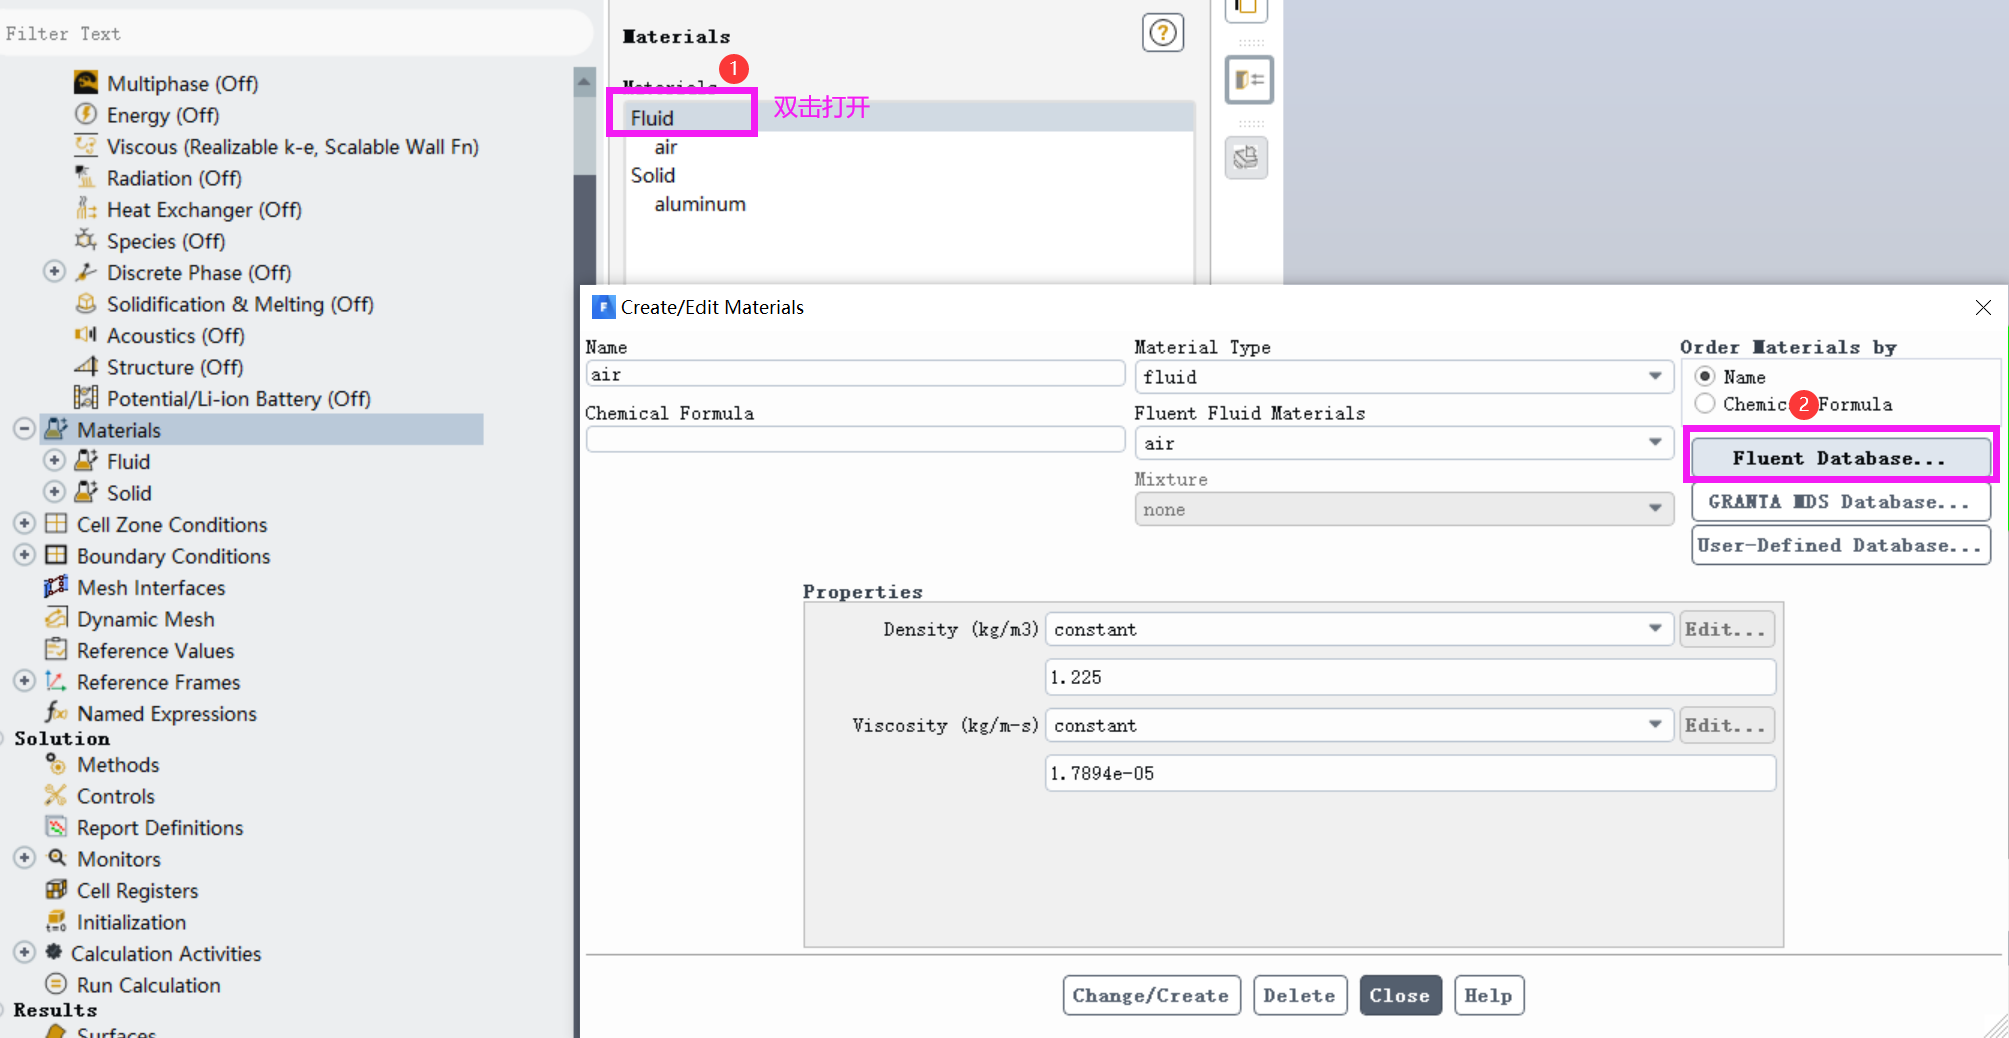 Filter Text
Multiphase (Off)
Energy (Off)
Viscous (Realizable k-e, Scalable Wall Fn)
Radiation (Off)
Heat Exchanger (Off)
Species (Off)
Discrete Phase (Off)
Solidification & Melting (Off)
Acoustics (Off)
Structure (Off)
Potential/Li-ion Battery (Off)
Materials
Fluid
Solid
Cell Zone Conditions
Boundary Conditions
Mesh Interfaces
Dynamic Mesh
Reference Values
Reference Frames
Named Expressions
Solution
Methods
Controls
Report Definitions
Monitors
Cell Registers
Initialization
Calculation Activities
Run Calculation
Results
Surfaces
Materials
1
Materials
Fluid
双击打开
air
Solid
aluminum
Create/Edit Materials
Name
air
Chemical Formula
Material Type
fluid
Fluent Fluid Materials
air
Mixture
none
Order Materials by
Name
Chemic 2 Formula
Fluent Database...
GRANTA MDS Database...
User-Defined Database...
Properties
Density (kg/m3) constant Edit...
1.225
Viscosity (kg/m-s) constant Edit...
1.7894e-05
Change/Create Delete Close Help